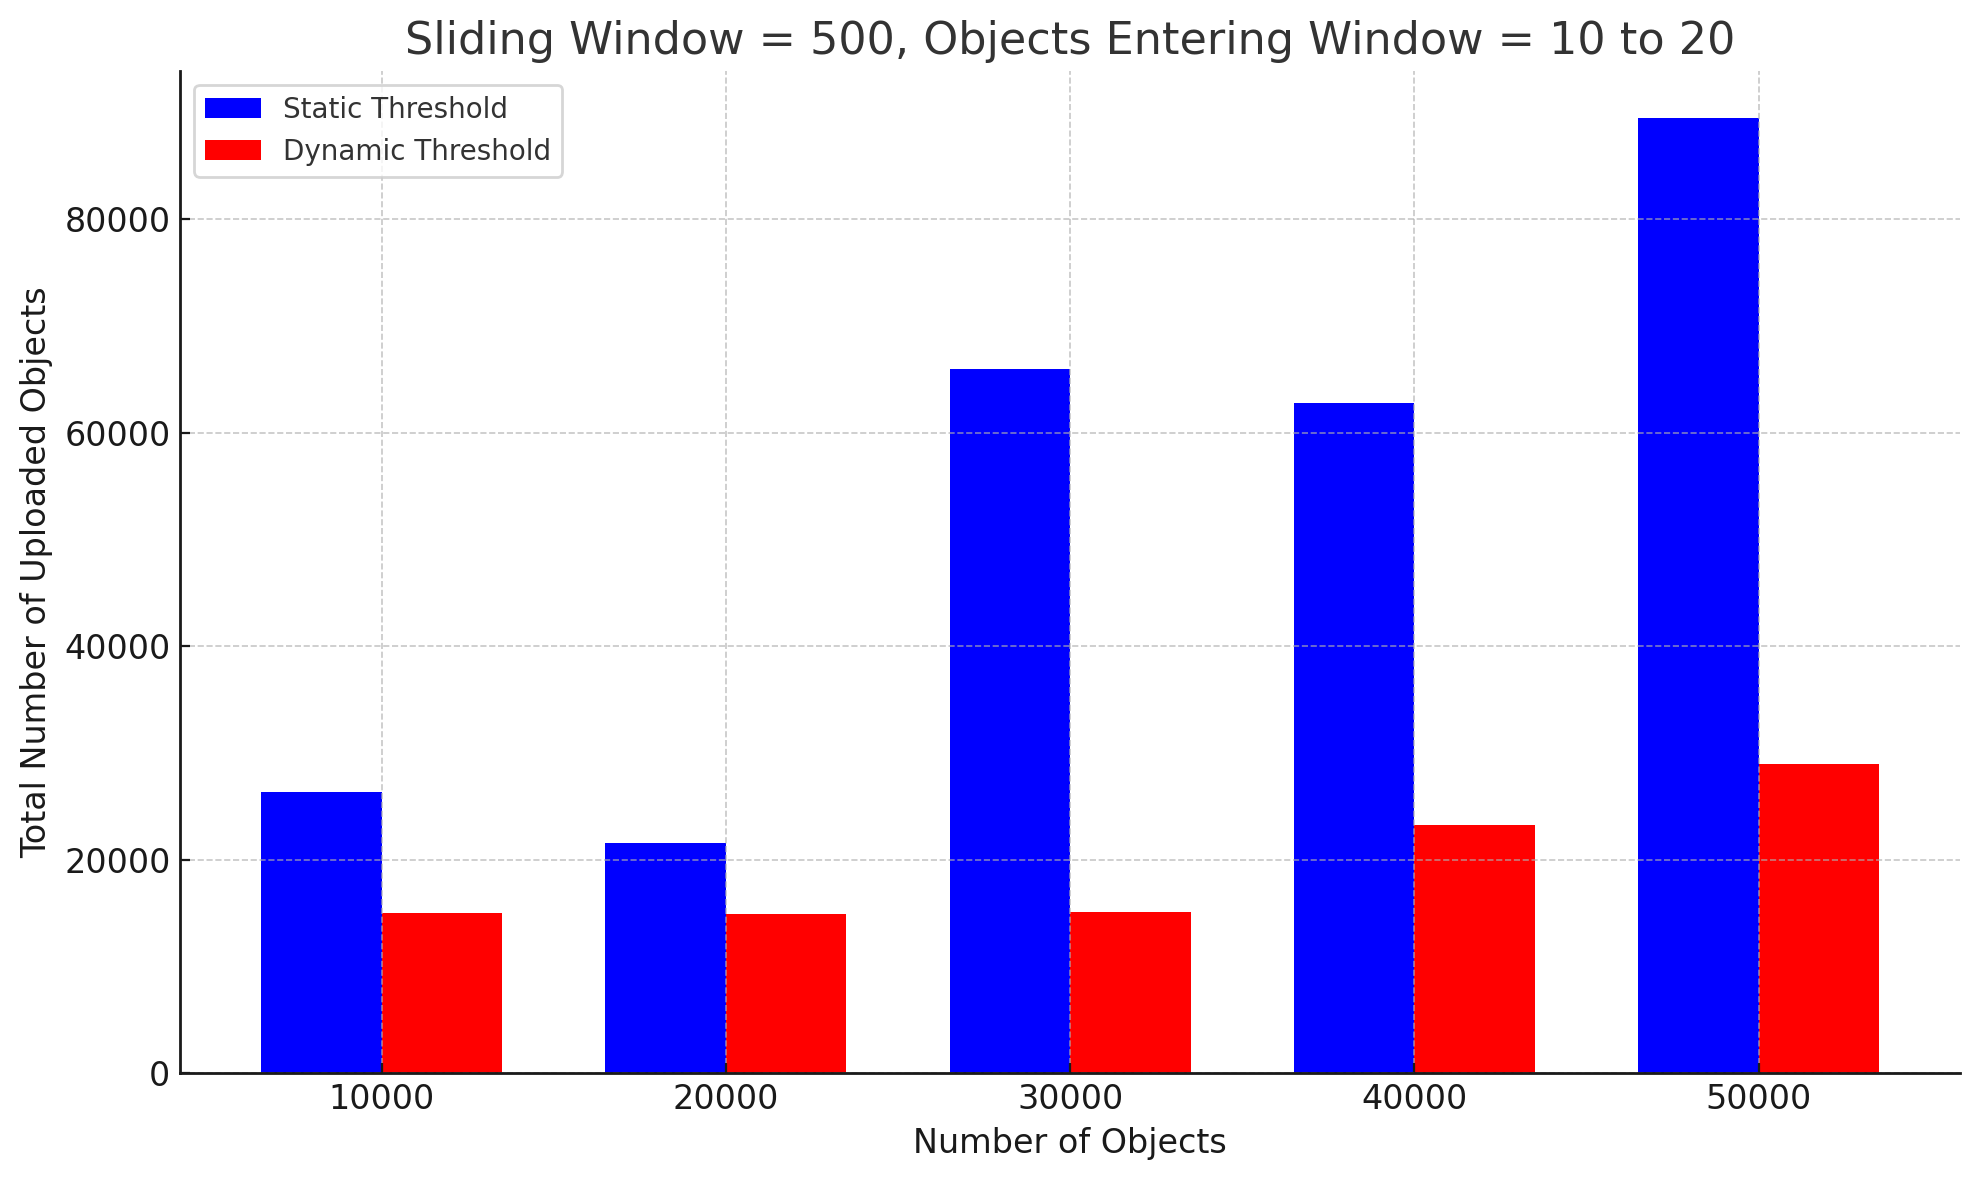 Sliding Window = 500, Objects Entering Window = 10 to 20
Static Threshold
Dynamic Threshold
Total Number of Uploaded Objects
80000
60000
40000
20000
0
10000 20000 30000 40000 50000
Number of Objects